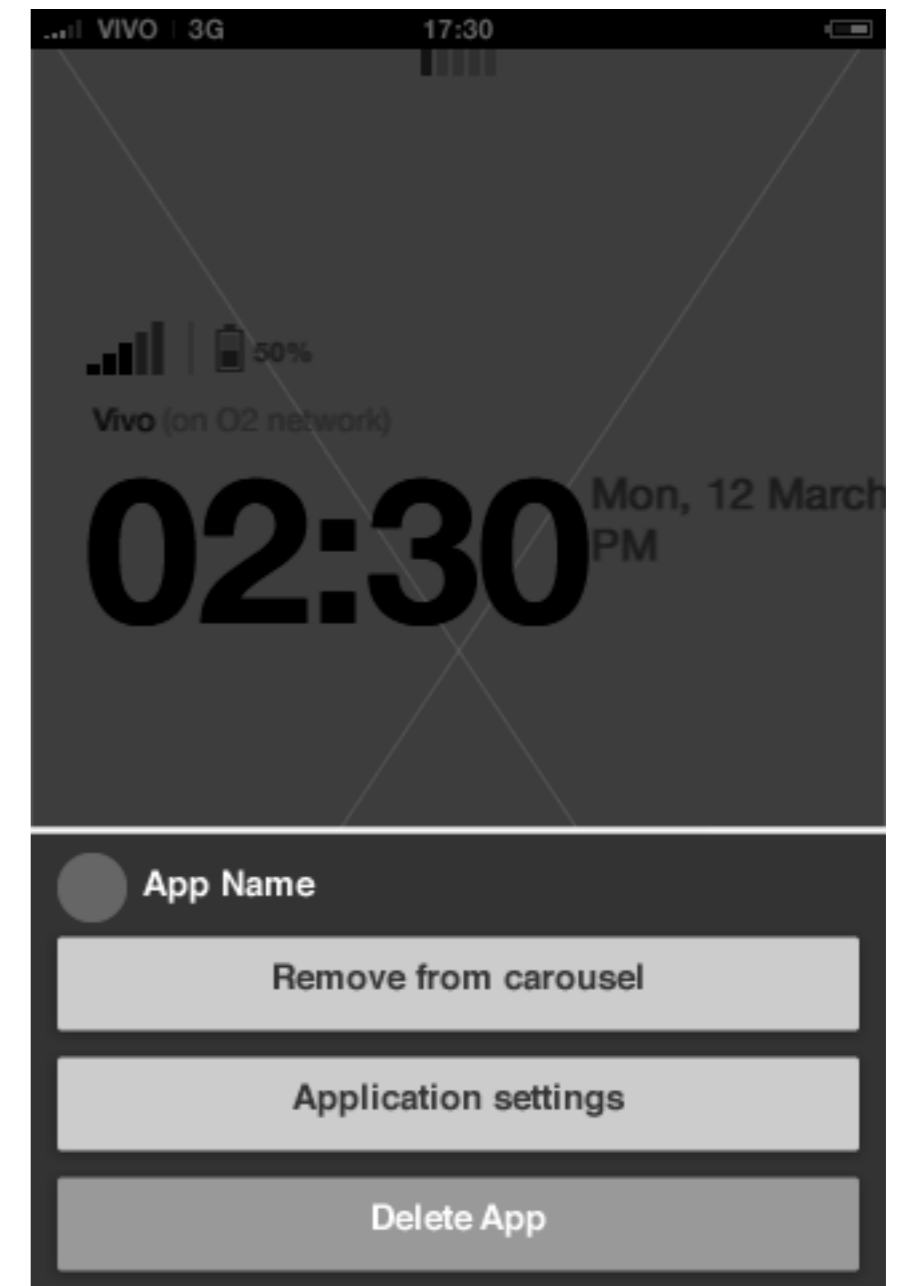 VIVO 3G 17:30
50%
Vivo (on O2 network)
02:30 Mon, 12 March
PM
App Name
Remove from carousel
Application settings
Delete App